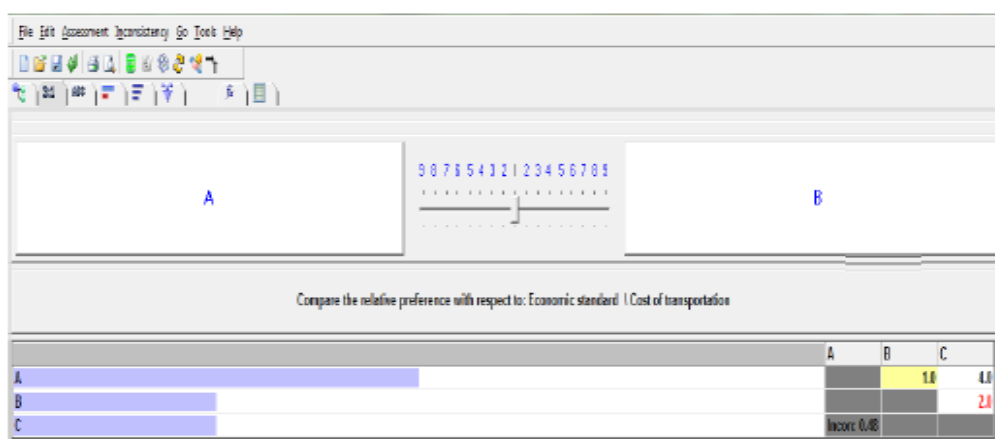 File Edit Assessment Inconsistency Go Tools Help
A
9 8 7 6 5 4 3 2 1 2 3 4 5 6 7 8 9
B
Compare the relative preference with respect to: Economic standard \ Cost of transportation
A B C
A 1.0 4.0
B 2.0
C Incon: 0.48